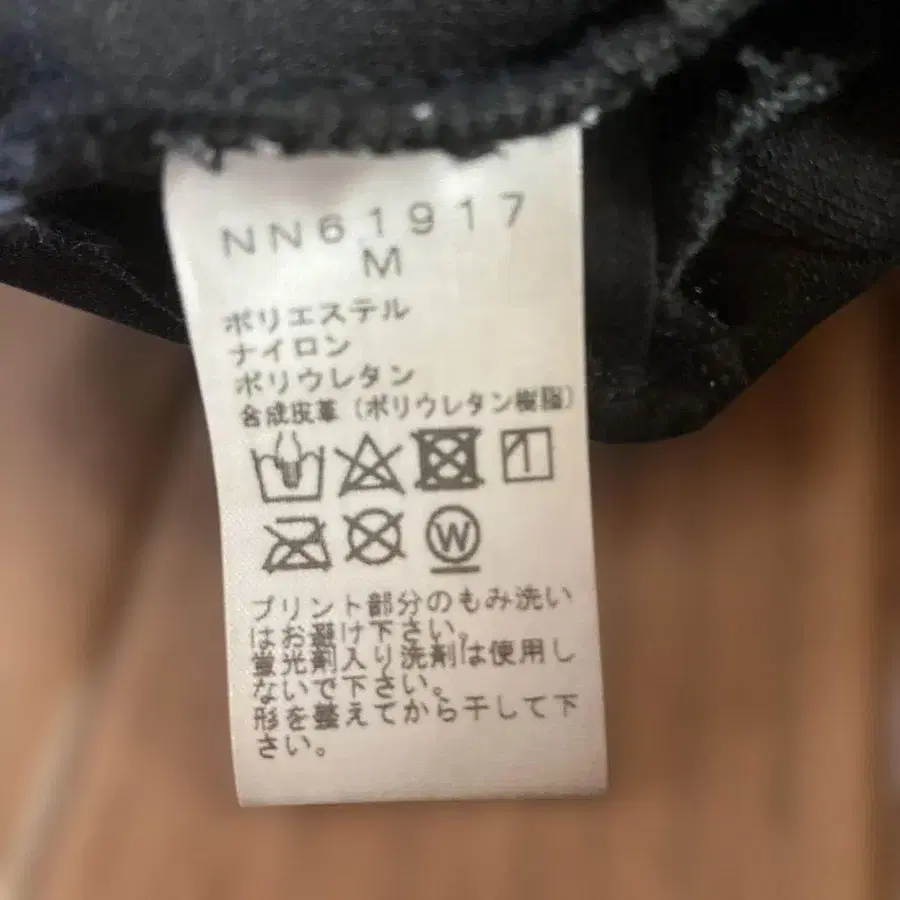 NN61917
M
ポリエステル
ナイロン
ポリウレタン
合成皮革（ポリウレタン樹脂）
W
プリント部分のもみ洗い
はお避け下さい。
蛍光剤入り洗剤は使用し
ないで下さい。
形を整えてから干して下
さい。